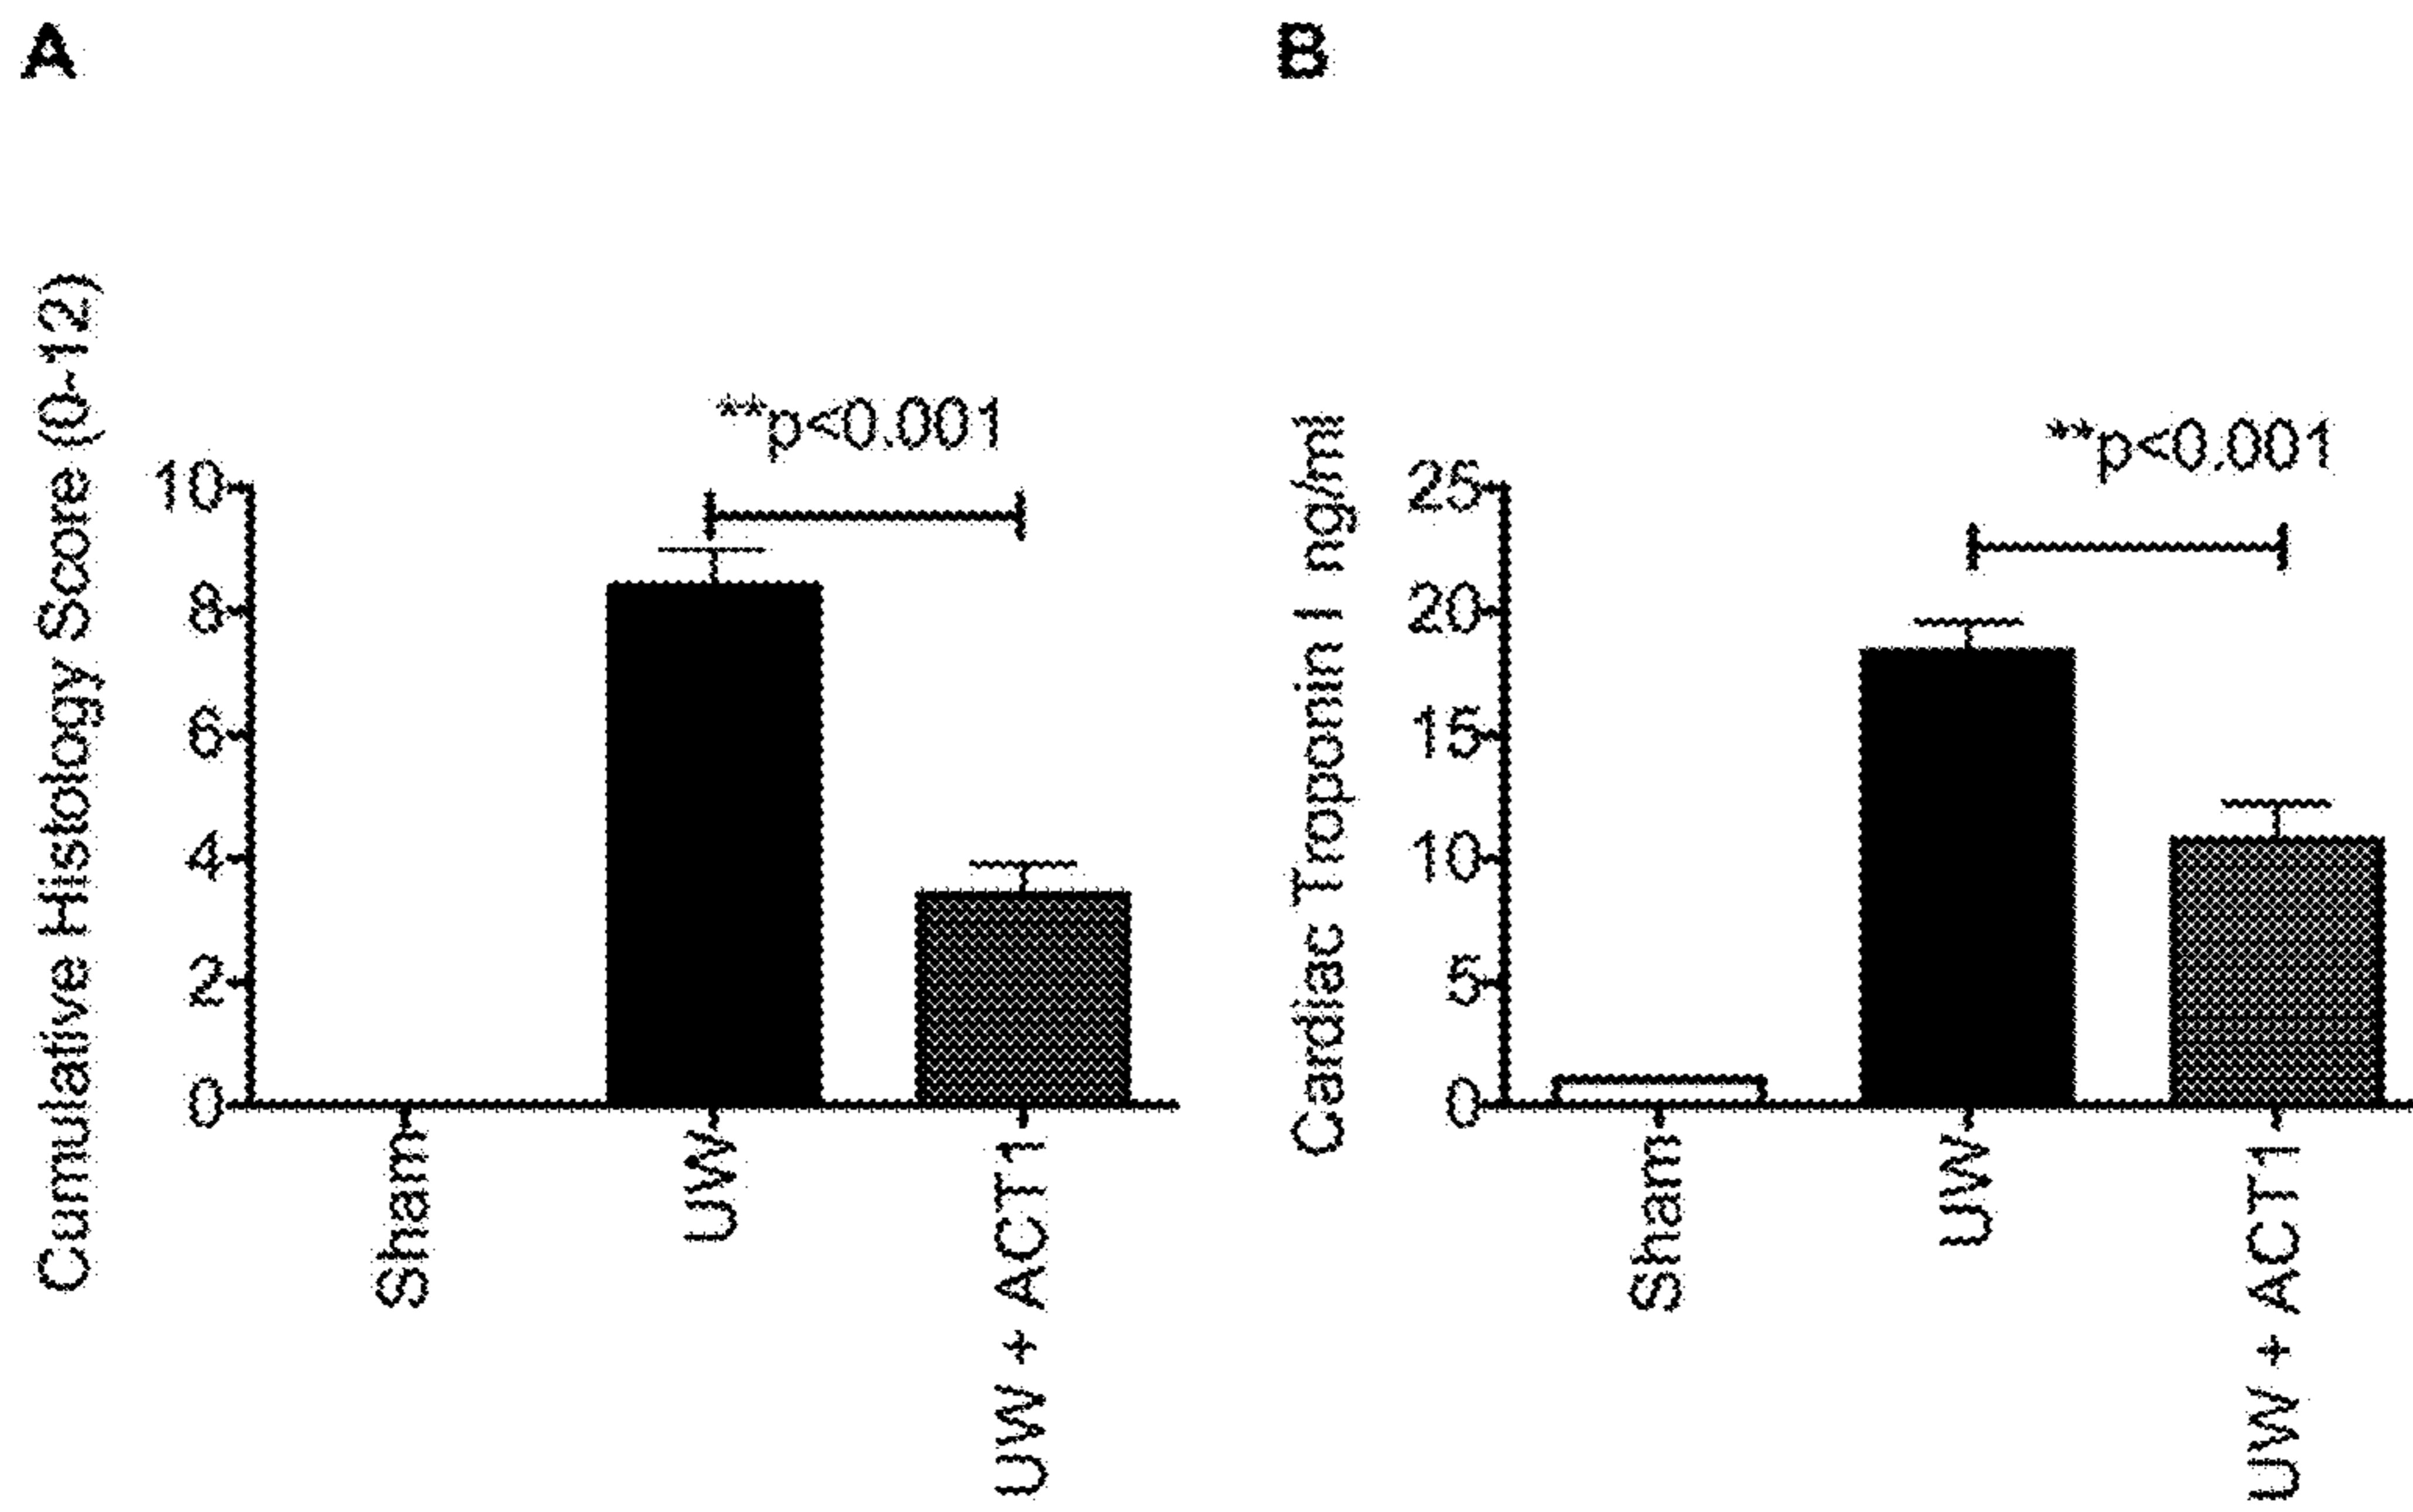 A
Cumulative Histology Score (0-12)
**p<0.001
10
8
6
4
2
0
Sham
UW
UW + ACT1
B
Cardiac Troponin I ng/ml
**p<0.001
25
20
15
10
5
0
Sham
UW
UW + ACT1